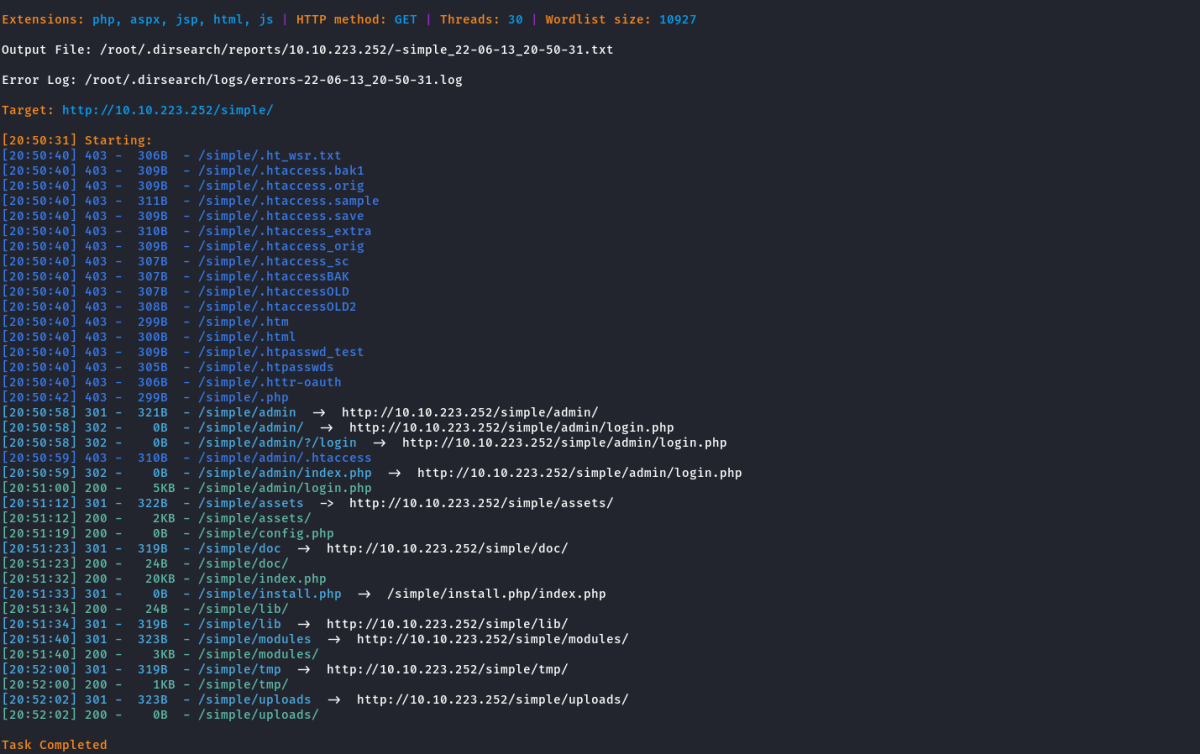 Extensions: php, aspx, jsp, html, js | HTTP method: GET | Threads: 30 | Wordlist size: 10927
Output File: /root/.dirsearch/reports/10.10.223.252/-simple_22-06-13_20-50-31.txt
Error Log: /root/.dirsearch/logs/errors-22-06-13_20-50-31.log
Target: http://10.10.223.252/simple/
[20:50:31] Starting:
[20:50:40] 403 -  306B  - /simple/.ht_wsr.txt
[20:50:40] 403 -  309B  - /simple/.htaccess.bak1
[20:50:40] 403 -  309B  - /simple/.htaccess.orig
[20:50:40] 403 -  311B  - /simple/.htaccess.sample
[20:50:40] 403 -  309B  - /simple/.htaccess.save
[20:50:40] 403 -  310B  - /simple/.htaccess_extra
[20:50:40] 403 -  309B  - /simple/.htaccess_orig
[20:50:40] 403 -  307B  - /simple/.htaccess_sc
[20:50:40] 403 -  307B  - /simple/.htaccessBAK
[20:50:40] 403 -  307B  - /simple/.htaccessOLD
[20:50:40] 403 -  308B  - /simple/.htaccessOLD2
[20:50:40] 403 -  299B  - /simple/.htm
[20:50:40] 403 -  300B  - /simple/.html
[20:50:40] 403 -  309B  - /simple/.htpasswd_test
[20:50:40] 403 -  305B  - /simple/.htpasswds
[20:50:40] 403 -  306B  - /simple/.httr-oauth
[20:50:42] 403 -  299B  - /simple/.php
[20:50:58] 301 -  321B  - /simple/admin  →  http://10.10.223.252/simple/admin/
[20:50:58] 302 -    0B  - /simple/admin/  →  http://10.10.223.252/simple/admin/login.php
[20:50:58] 302 -    0B  - /simple/admin/?/login  →  http://10.10.223.252/simple/admin/login.php
[20:50:59] 403 -  310B  - /simple/admin/.htaccess
[20:50:59] 302 -    0B  - /simple/admin/index.php  →  http://10.10.223.252/simple/admin/login.php
[20:51:00] 200 -    5KB - /simple/admin/login.php
[20:51:12] 301 -  322B  - /simple/assets  →  http://10.10.223.252/simple/assets/
[20:51:12] 200 -    2KB - /simple/assets/
[20:51:19] 200 -    0B  - /simple/config.php
[20:51:23] 301 -  319B  - /simple/doc  →  http://10.10.223.252/simple/doc/
[20:51:23] 200 -   24B  - /simple/doc/
[20:51:32] 200 -   20KB - /simple/index.php
[20:51:33] 301 -    0B  - /simple/install.php  →  /simple/install.php/index.php
[20:51:34] 200 -   24B  - /simple/lib/
[20:51:34] 301 -  319B  - /simple/lib  →  http://10.10.223.252/simple/lib/
[20:51:40] 301 -  323B  - /simple/modules  →  http://10.10.223.252/simple/modules/
[20:51:40] 200 -    3KB - /simple/modules/
[20:52:00] 301 -  319B  - /simple/tmp  →  http://10.10.223.252/simple/tmp/
[20:52:00] 200 -    1KB - /simple/tmp/
[20:52:02] 301 -  323B  - /simple/uploads  →  http://10.10.223.252/simple/uploads/
[20:52:02] 200 -    0B  - /simple/uploads/
Task Completed